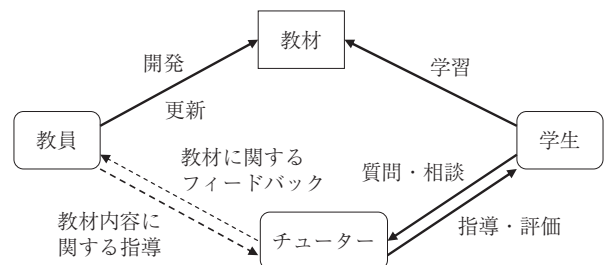 教材
開発
学習
更新
教員
学生
教材に関する
フィードバック
質問・相談
教材内容に
関する指導
チューター
指導・評価